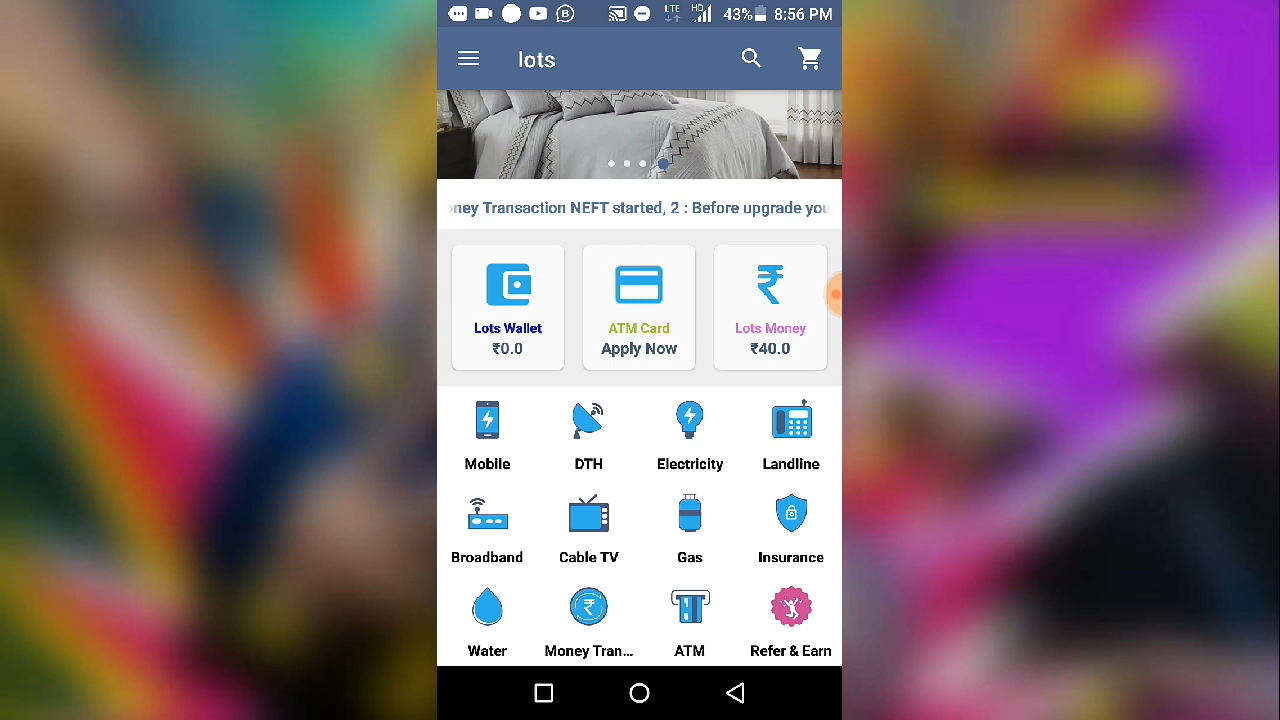 LTE HD 43% 8:56 PM
lots
ney Transaction NEFT started, 2 : Before upgrade you
Lots Wallet ATM Card Lots Money
₹0.0 Apply Now ₹40.0
Mobile DTH Electricity Landline
Broadband Cable TV Gas Insurance
Water Money Tran... ATM Refer & Earn